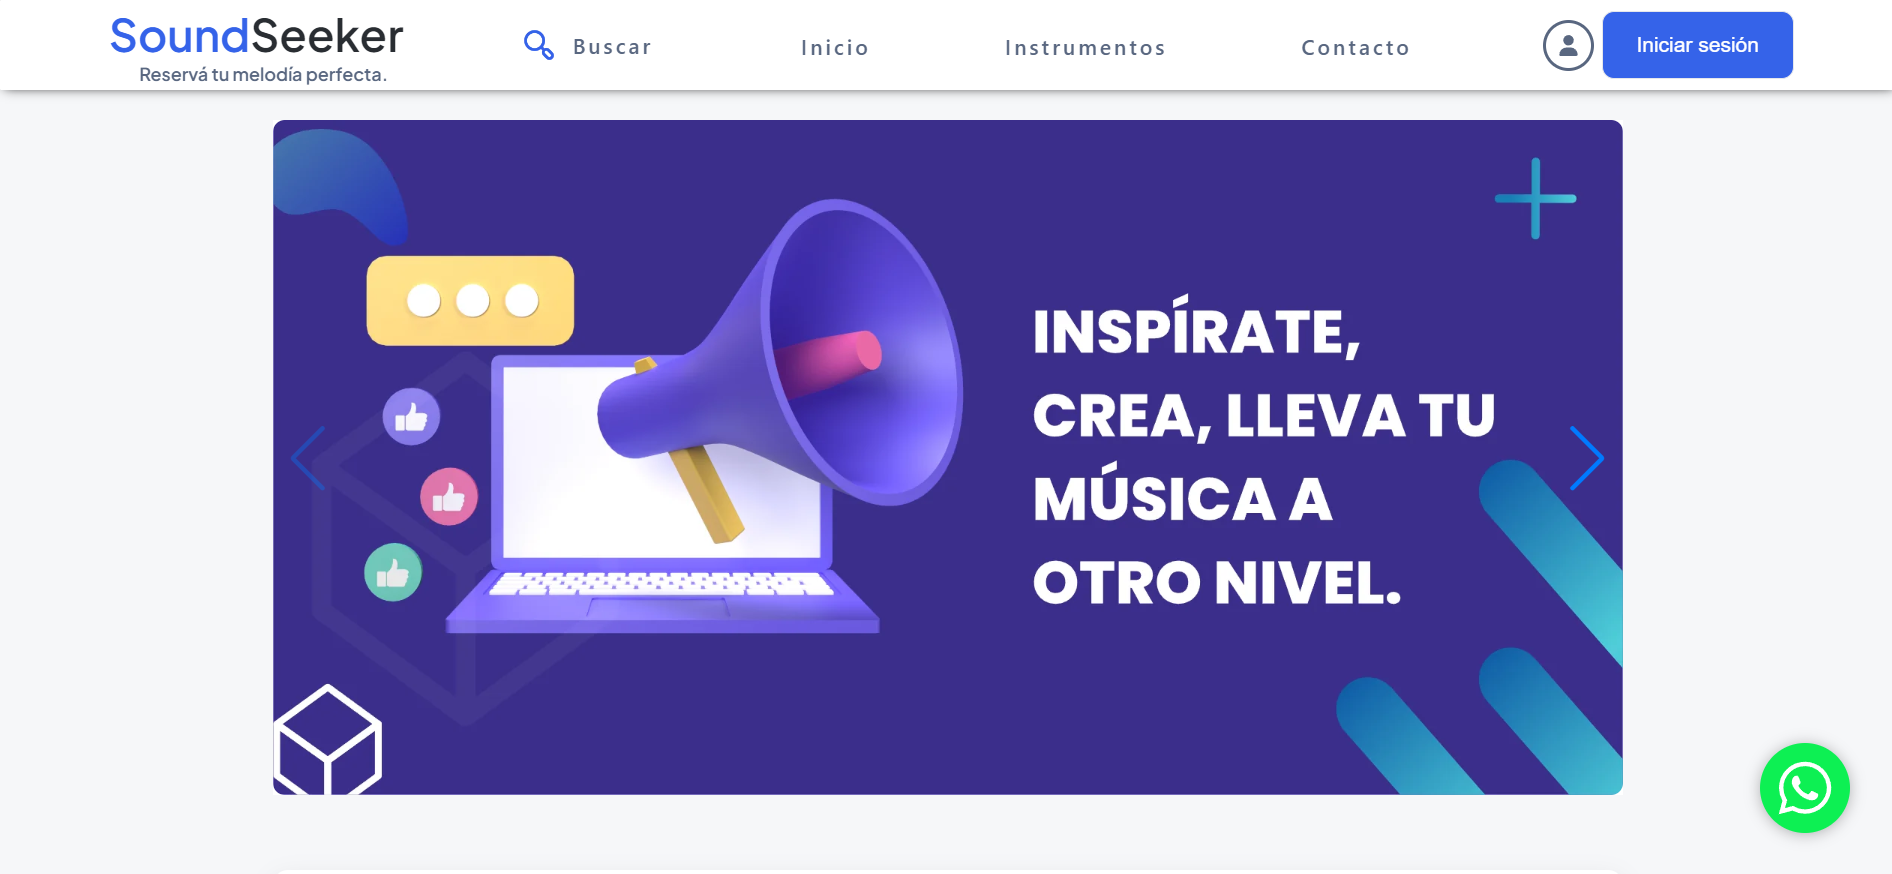 SoundSeeker
Reservá tu melodía perfecta.
Buscar
Inicio
Instrumentos
Contacto
Iniciar sesión
INSPÍRATE,
CREA, LLEVA TU
MÚSICA A
OTRO NIVEL.